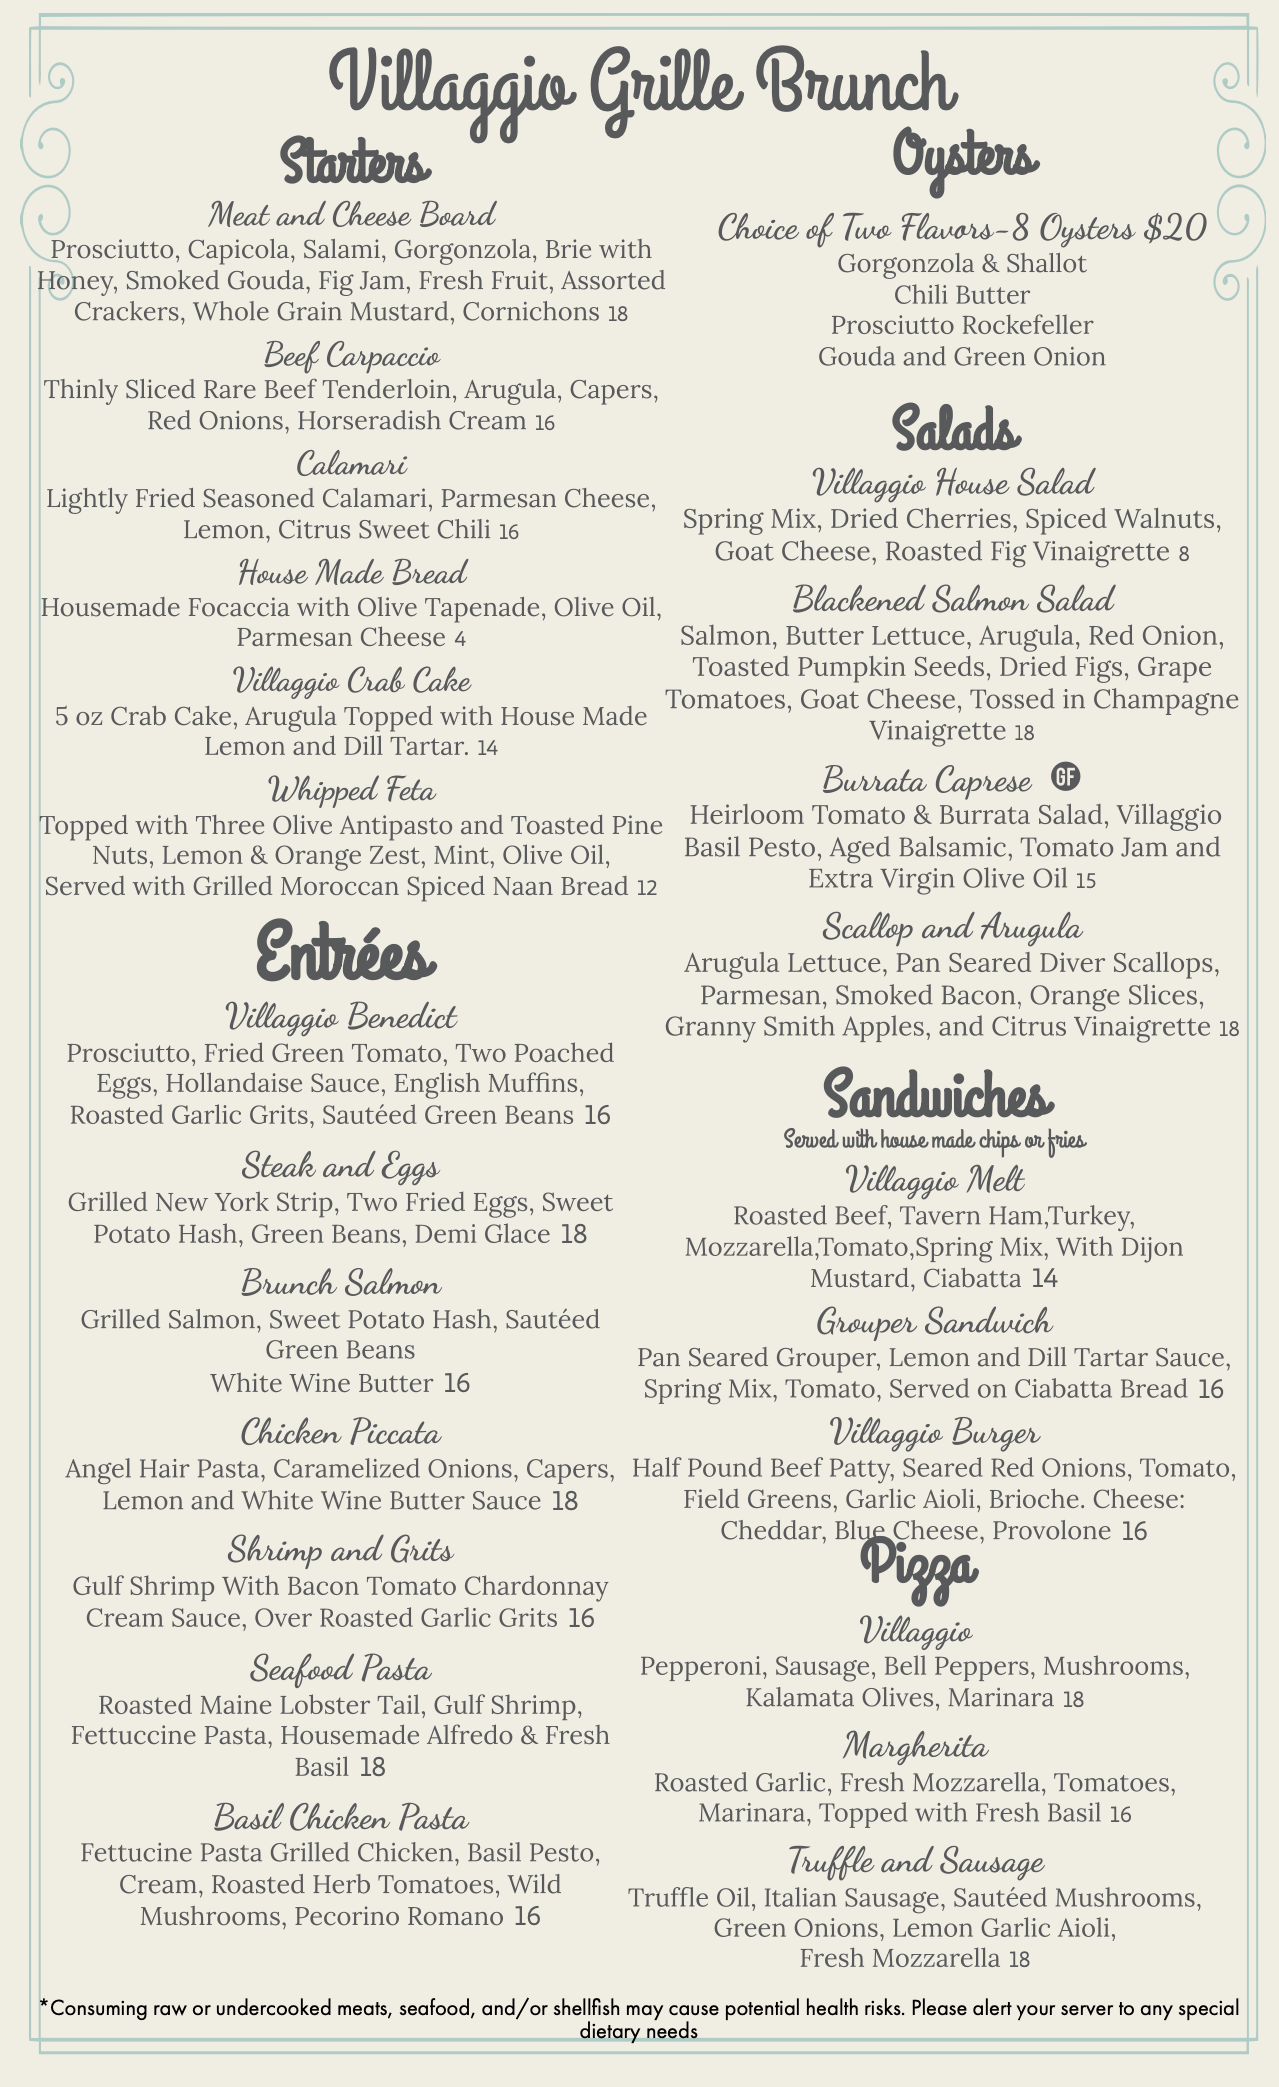 Villaggio Grille Brunch
Starters
Meat and Cheese Board
Prosciutto, Capicola, Salami, Gorgonzola, Brie with
Honey, Smoked Gouda, Fig Jam, Fresh Fruit, Assorted
Crackers, Whole Grain Mustard, Cornichons 18
Beef Carpaccio
Thinly Sliced Rare Beef Tenderloin, Arugula, Capers,
Red Onions, Horseradish Cream 16
Calamari
Lightly Fried Seasoned Calamari, Parmesan Cheese,
Lemon, Citrus Sweet Chili 16
House Made Bread
Housemade Focaccia with Olive Tapenade, Olive Oil,
Parmesan Cheese 4
Villaggio Crab Cake
5 oz Crab Cake, Arugula Topped with House Made
Lemon and Dill Tartar. 14
Whipped Feta
Topped with Three Olive Antipasto and Toasted Pine
Nuts, Lemon & Orange Zest, Mint, Olive Oil,
Served with Grilled Moroccan Spiced Naan Bread 12
Entrées
Villaggio Benedict
Prosciutto, Fried Green Tomato, Two Poached
Eggs, Hollandaise Sauce, English Muffins,
Roasted Garlic Grits, Sautéed Green Beans 16
Steak and Eggs
Grilled New York Strip, Two Fried Eggs, Sweet
Potato Hash, Green Beans, Demi Glace 18
Brunch Salmon
Grilled Salmon, Sweet Potato Hash, Sautéed
Green Beans
White Wine Butter 16
Chicken Piccata
Angel Hair Pasta, Caramelized Onions, Capers,
Lemon and White Wine Butter Sauce 18
Shrimp and Grits
Gulf Shrimp With Bacon Tomato Chardonnay
Cream Sauce, Over Roasted Garlic Grits 16
Seafood Pasta
Roasted Maine Lobster Tail, Gulf Shrimp,
Fettuccine Pasta, Housemade Alfredo & Fresh
Basil 18
Basil Chicken Pasta
Fettucine Pasta Grilled Chicken, Basil Pesto,
Cream, Roasted Herb Tomatoes, Wild
Mushrooms, Pecorino Romano 16
Oysters
Choice of Two Flavors-8 Oysters $20
Gorgonzola & Shallot
Chili Butter
Prosciutto Rockefeller
Gouda and Green Onion
Salads
Villaggio House Salad
Spring Mix, Dried Cherries, Spiced Walnuts,
Goat Cheese, Roasted Fig Vinaigrette 8
Blackened Salmon Salad
Salmon, Butter Lettuce, Arugula, Red Onion,
Toasted Pumpkin Seeds, Dried Figs, Grape
Tomatoes, Goat Cheese, Tossed in Champagne
Vinaigrette 18
Burrata Caprese GF
Heirloom Tomato & Burrata Salad, Villaggio
Basil Pesto, Aged Balsamic, Tomato Jam and
Extra Virgin Olive Oil 15
Scallop and Arugula
Arugula Lettuce, Pan Seared Diver Scallops,
Parmesan, Smoked Bacon, Orange Slices,
Granny Smith Apples, and Citrus Vinaigrette 18
Sandwiches
Served with house made chips or fries
Villaggio Melt
Roasted Beef, Tavern Ham,Turkey,
Mozzarella,Tomato,Spring Mix, With Dijon
Mustard, Ciabatta 14
Grouper Sandwich
Pan Seared Grouper, Lemon and Dill Tartar Sauce,
Spring Mix, Tomato, Served on Ciabatta Bread 16
Villaggio Burger
Half Pound Beef Patty, Seared Red Onions, Tomato,
Field Greens, Garlic Aioli, Brioche. Cheese:
Cheddar, Blue Cheese, Provolone 16
Pizza
Villaggio
Pepperoni, Sausage, Bell Peppers, Mushrooms,
Kalamata Olives, Marinara 18
Margherita
Roasted Garlic, Fresh Mozzarella, Tomatoes,
Marinara, Topped with Fresh Basil 16
Truffle and Sausage
Truffle Oil, Italian Sausage, Sautéed Mushrooms,
Green Onions, Lemon Garlic Aioli,
Fresh Mozzarella 18
*Consuming raw or undercooked meats, seafood, and/or shellfish may cause potential health risks. Please alert your server to any special
dietary needs